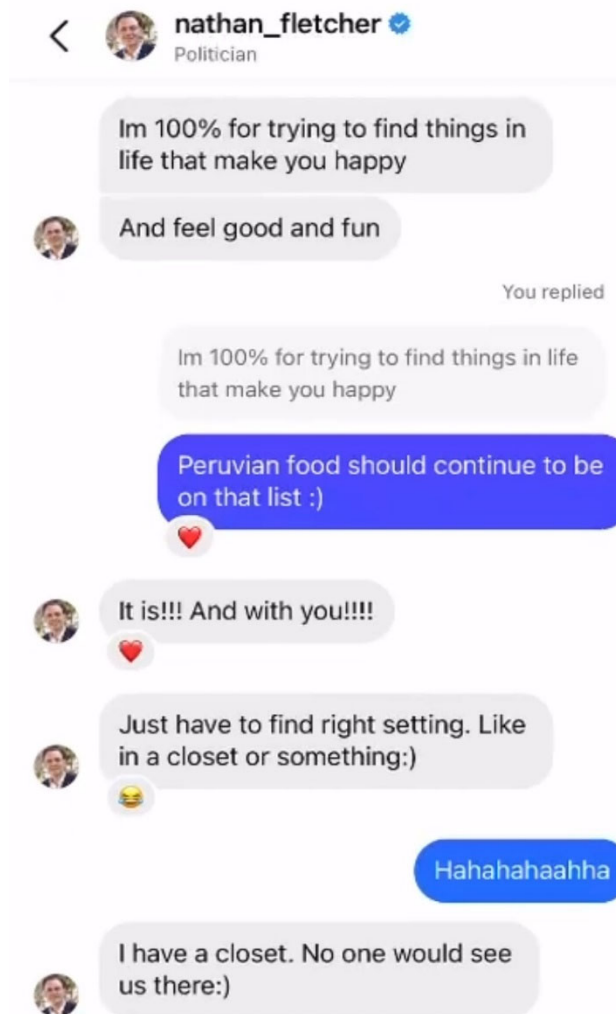 nathan_fletcher
Politician
Im 100% for trying to find things in
life that make you happy
And feel good and fun
You replied
Im 100% for trying to find things in life
that make you happy
Peruvian food should continue to be
on that list :)
It is!!! And with you!!!!
Just have to find right setting. Like
in a closet or something:)
Hahahahaahha
I have a closet. No one would see
us there:)